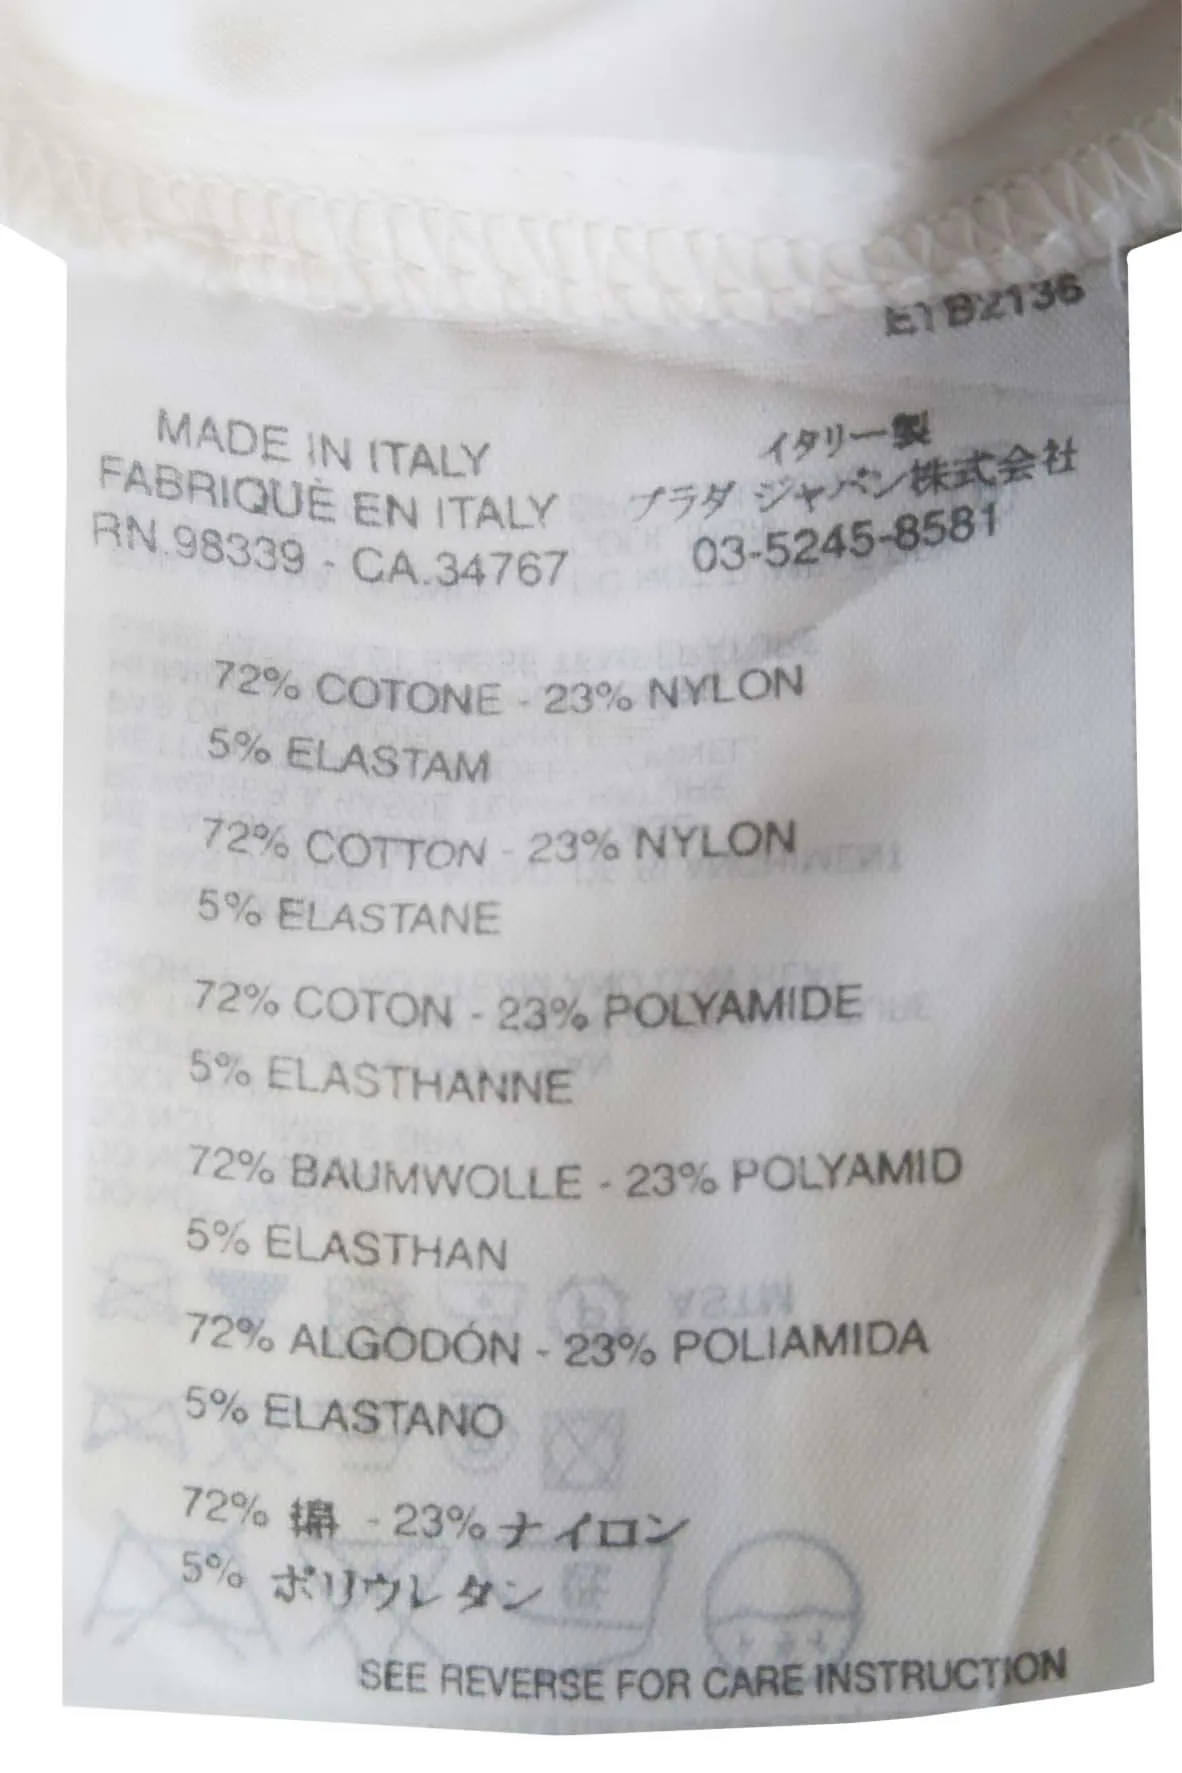 MADE IN ITALY
FABRIQUÉ EN ITALY
RN.98339 - CA.34767
イタリー製
プラダ ジャパン株式会社
03-5245-8581
72% COTONE - 23% NYLON
5% ELASTAM
72% COTTON - 23% NYLON
5% ELASTANE
72% COTON - 23% POLYAMIDE
5% ELASTHANNE
72% BAUMWOLLE - 23% POLYAMID
5% ELASTHAN
72% ALGODÓN - 23% POLIAMIDA
5% ELASTANO
72% 綿 - 23% ナイロン
5% ポリウレタン
SEE REVERSE FOR CARE INSTRUCTION